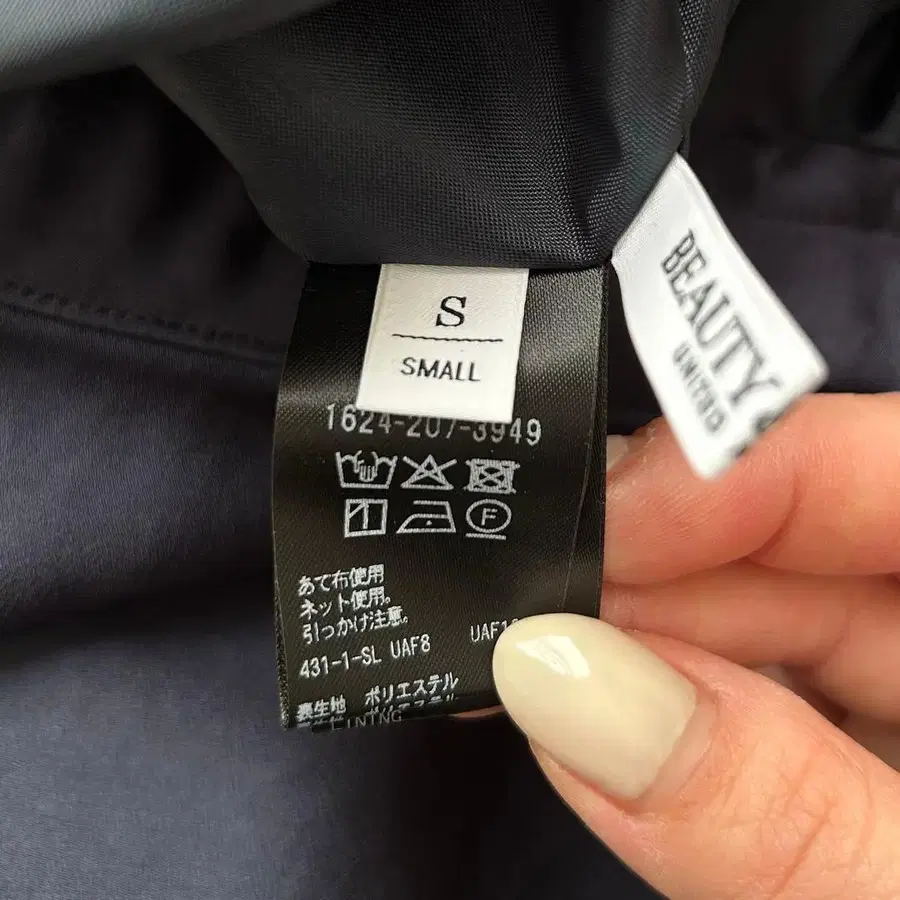 S
SMALL
1624-207-3949
F
あて布使用
ネット使用。
引っかけ注意。
431-1-SL UAF8
裏生地 ポリエステル
LINING
BEAUTY &
UNITED